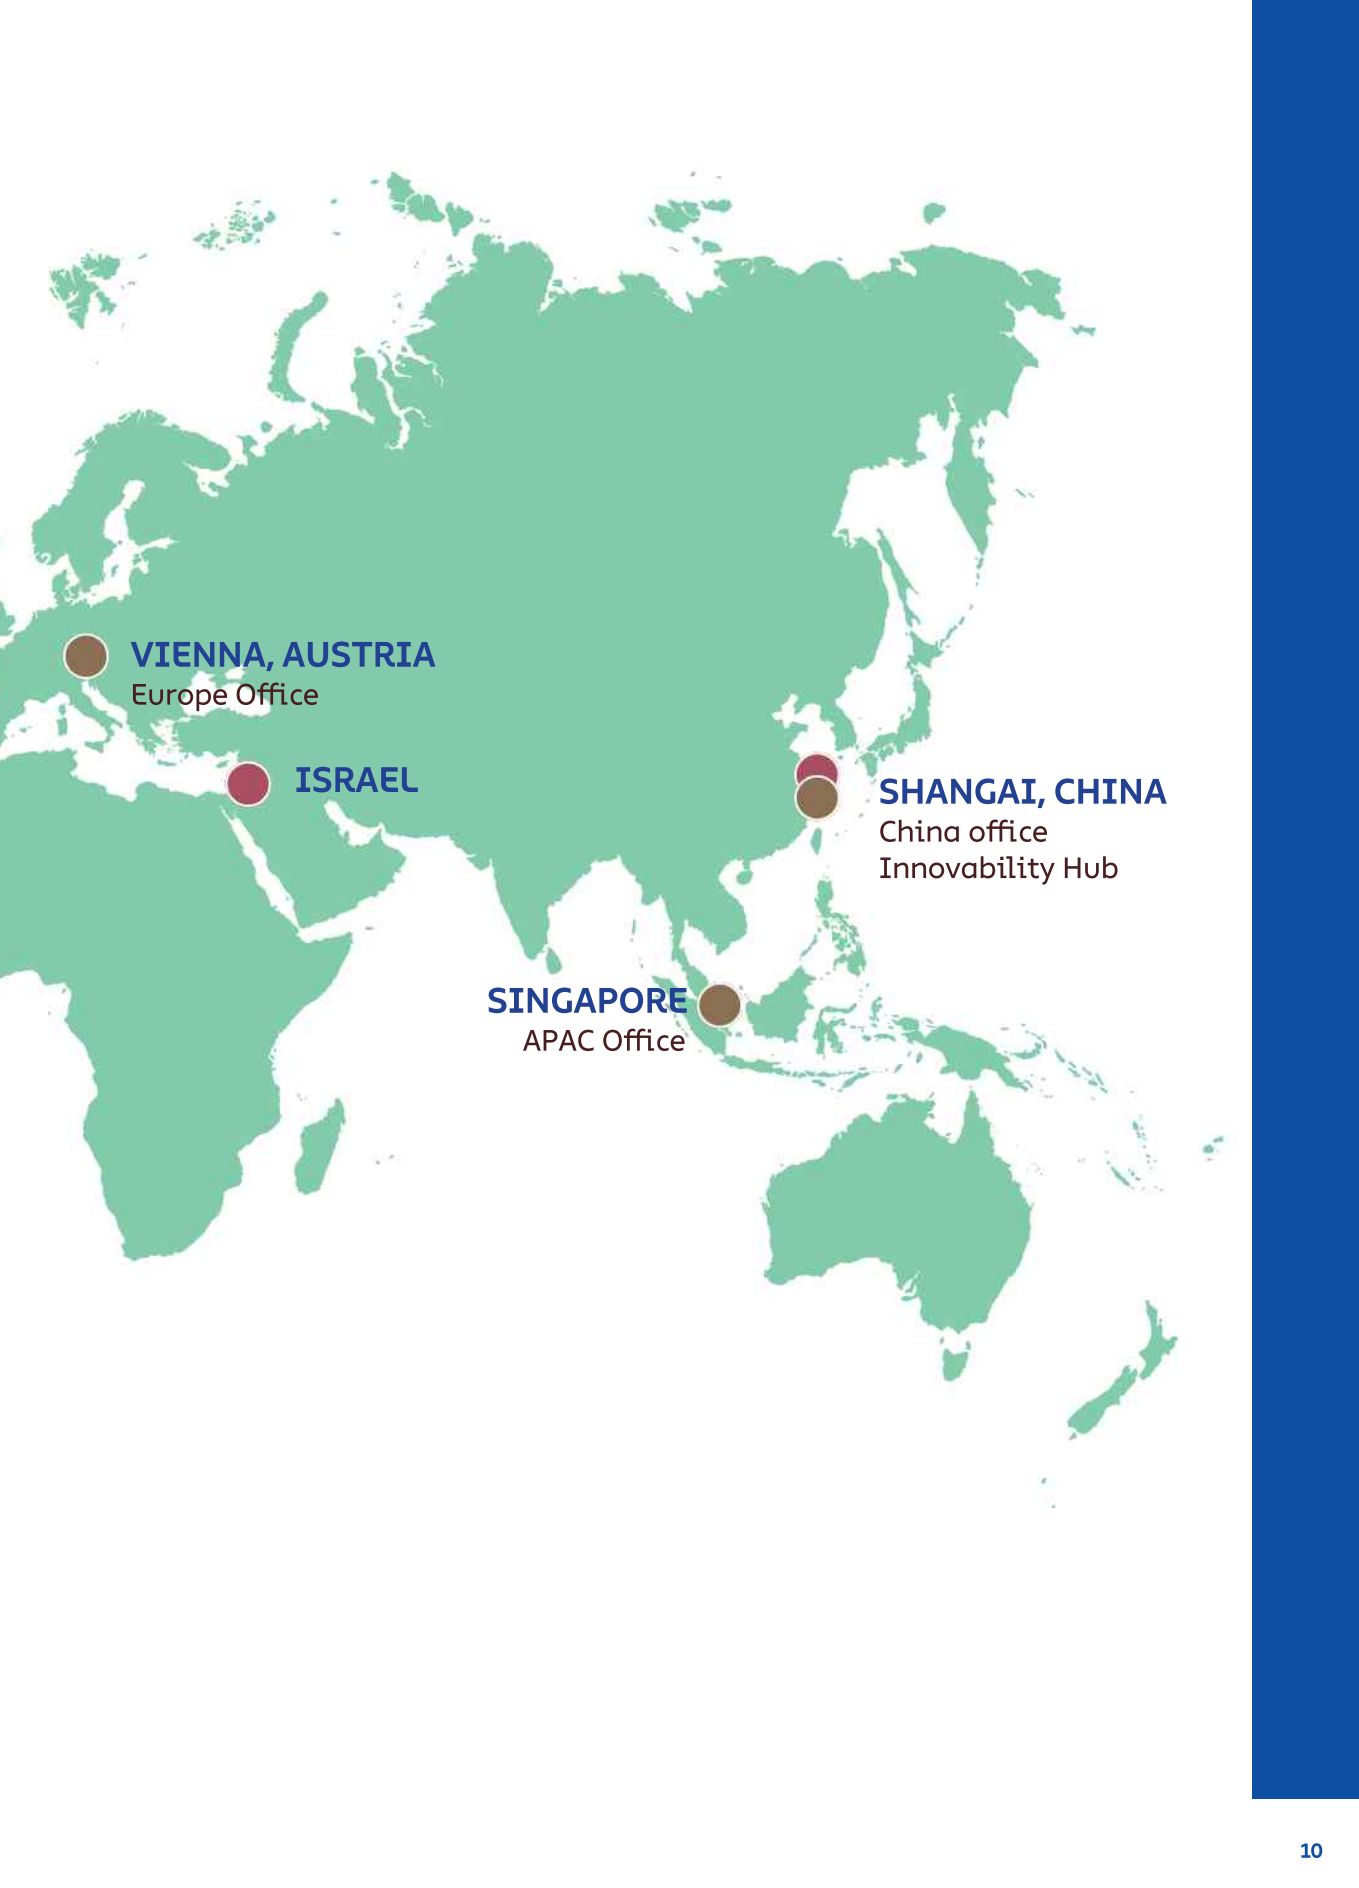 VIENNA, AUSTRIA
Europe Office
ISRAEL
SHANGAI, CHINA
China office
Innovability Hub
SINGAPORE
APAC Office
10